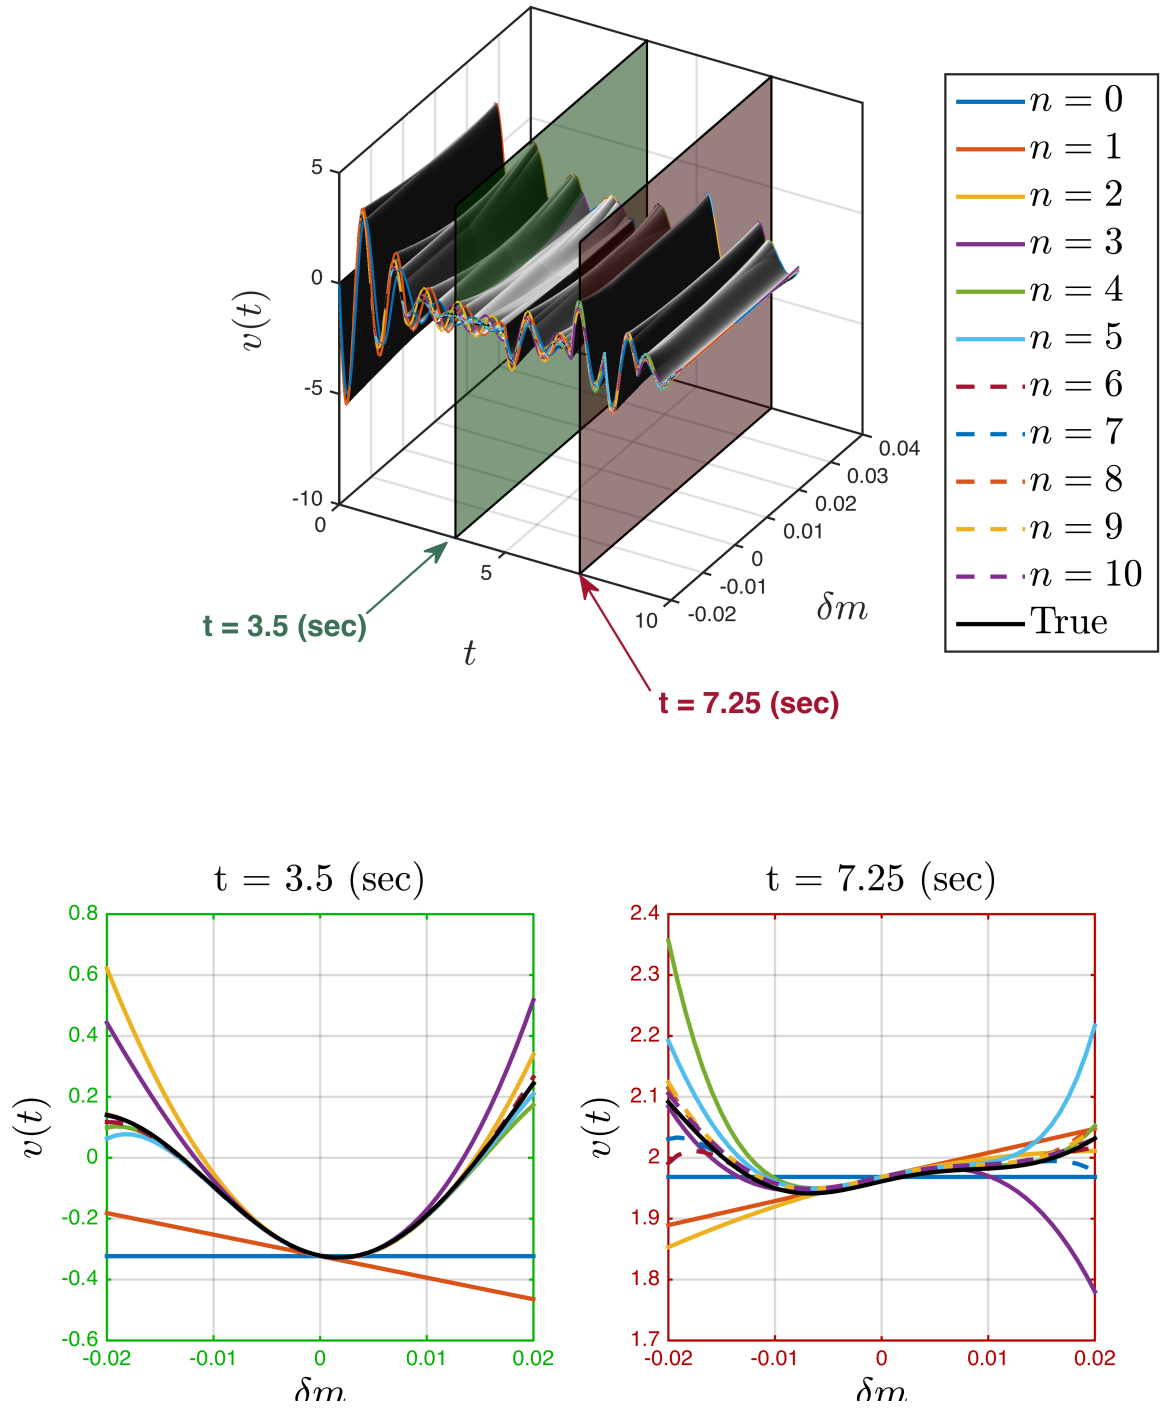 5
0
-5
-10
v(t)
0
5
10
t
-0.02
-0.01
0
0.01
0.02
0.03
0.04
δm
t = 3.5 (sec)
t = 7.25 (sec)
n = 0
n = 1
n = 2
n = 3
n = 4
n = 5
n = 6
n = 7
n = 8
n = 9
n = 10
True
t = 3.5 (sec)
0.8
0.6
0.4
0.2
0
-0.2
-0.4
-0.6
v(t)
-0.02 -0.01 0 0.01 0.02
δm
t = 7.25 (sec)
2.4
2.3
2.2
2.1
2
1.9
1.8
1.7
v(t)
-0.02 -0.01 0 0.01 0.02
δm